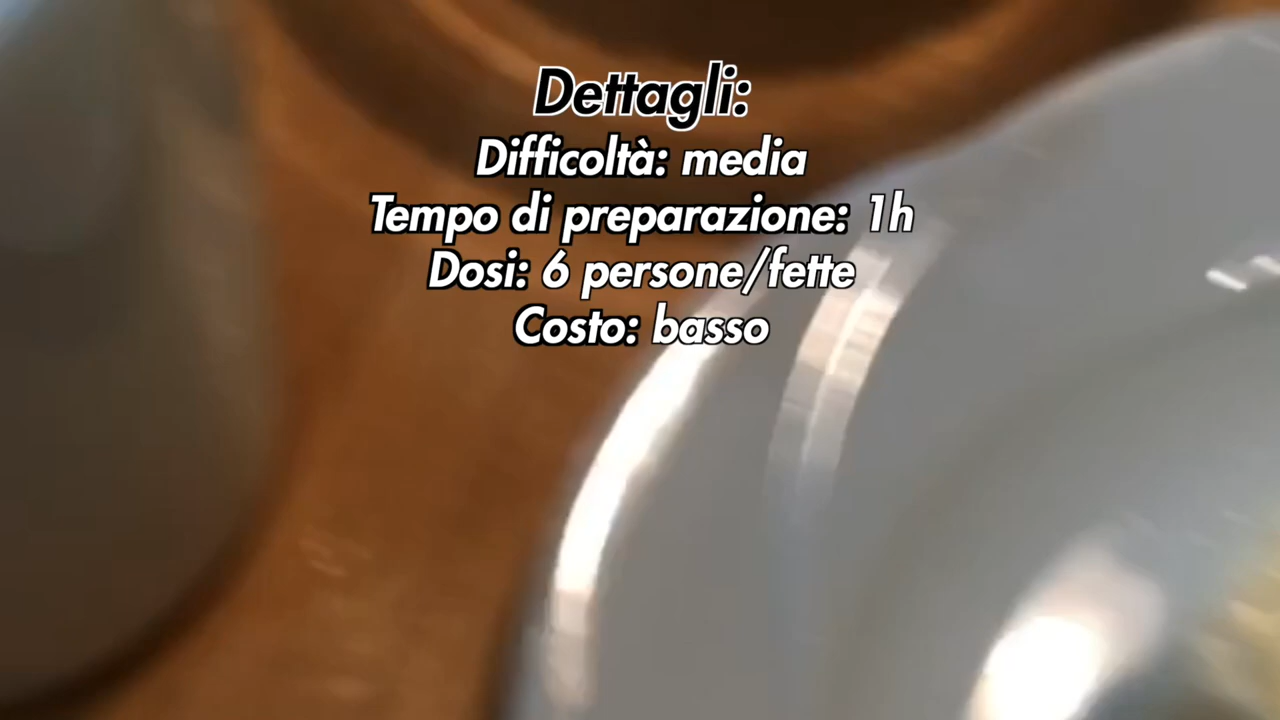 Dettagli:
Difficoltà: media
Tempo di preparazione: 1h
Dosi: 6 persone/fette
Costo: basso